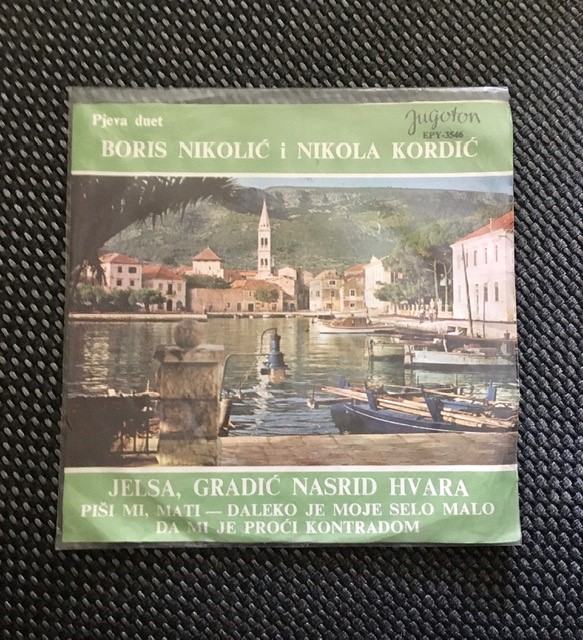 Pjeva duet
Jugoton
EPY-3546
BORIS NIKOLIĆ i NIKOLA KORDIĆ
JELSA, GRADIĆ NASRID HVARA
PIŠI MI, MATI — DALEKO JE MOJE SELO MALO
DA MI JE PROĆI KONTRADOM